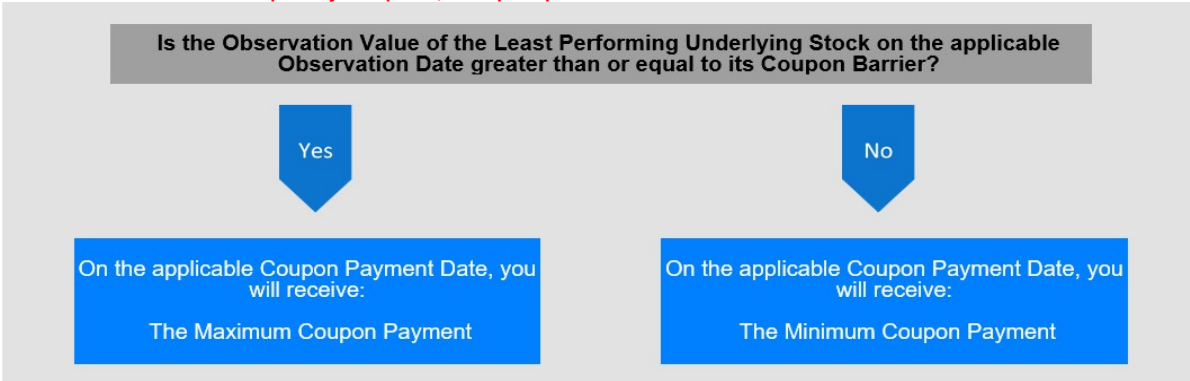 Is the Observation Value of the Least Performing Underlying Stock on the applicable
Observation Date greater than or equal to its Coupon Barrier?
Yes
No
On the applicable Coupon Payment Date, you
will receive:
The Maximum Coupon Payment
On the applicable Coupon Payment Date, you
will receive:
The Minimum Coupon Payment